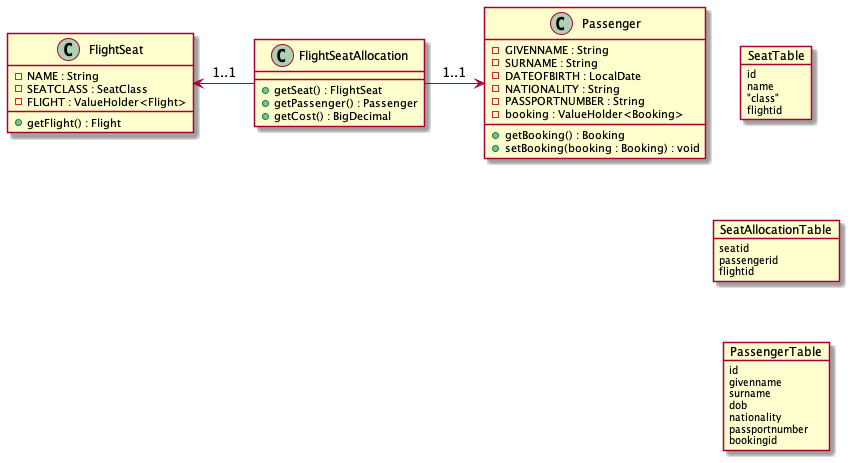 C FlightSeat
NAME : String
SEATCLASS : SeatClass
FLIGHT : ValueHolder<Flight>
getFlight() : Flight
1..1
C FlightSeatAllocation
getSeat() : FlightSeat
getPassenger() : Passenger
getCost() : BigDecimal
1..1
C Passenger
GIVENNAME : String
SURNAME : String
DATEOFBIRTH : LocalDate
NATIONALITY : String
PASSPORTNUMBER : String
booking : ValueHolder<Booking>
getBooking() : Booking
setBooking(booking : Booking) : void
SeatTable
id
name
"class"
flightid
SeatAllocationTable
seatid
passengerid
flightid
PassengerTable
id
givenname
surname
dob
nationality
passportnumber
bookingid